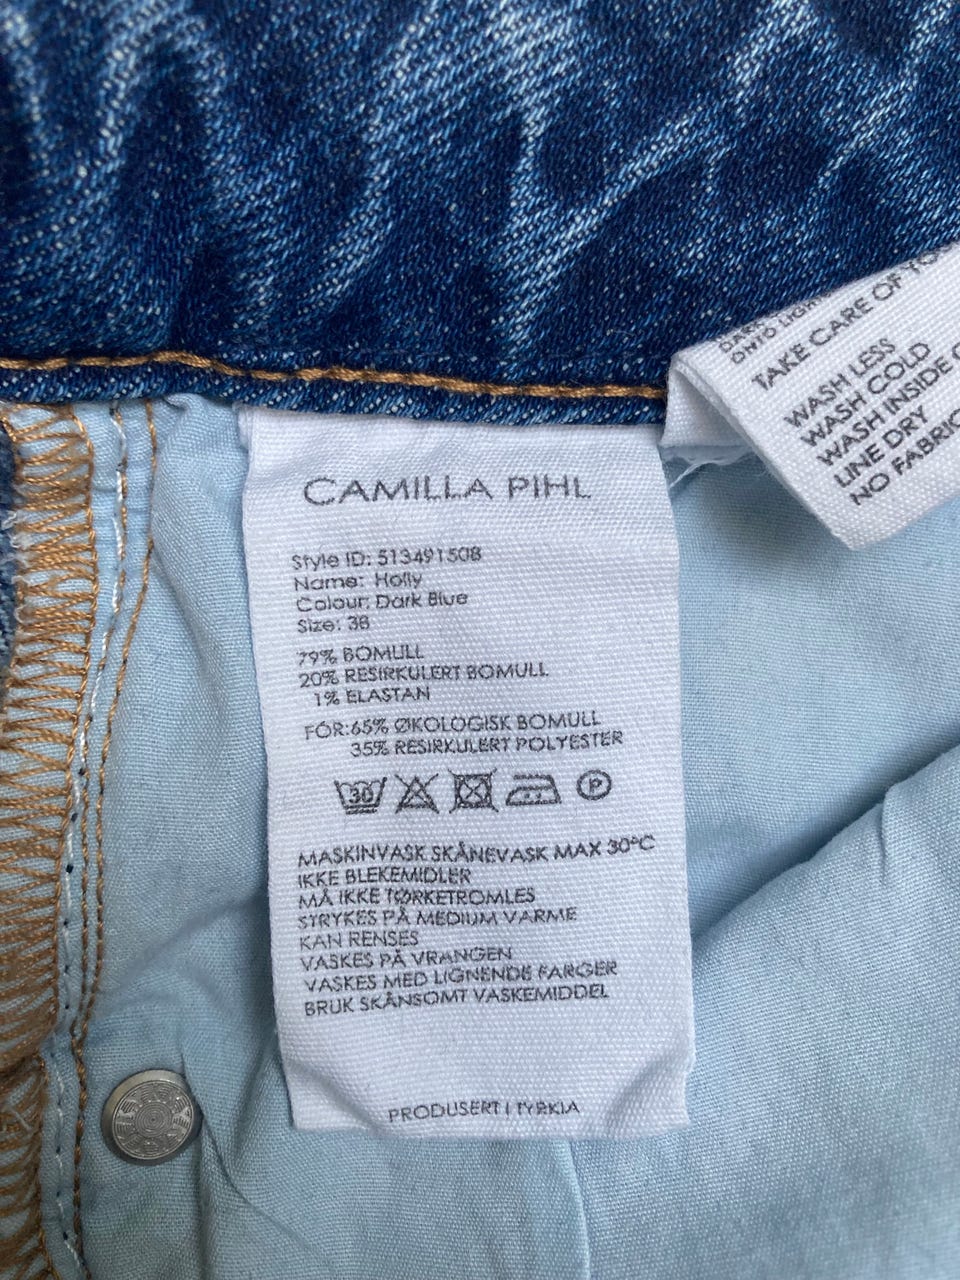 CAMILLA PIHL
Style ID: 513491508
Name: Holly
Colour: Dark Blue
Size: 38
79% BOMULL
20% RESIRKULERT BOMULL
1% ELASTAN
FÓR: 65% ØKOLOGISK BOMULL
35% RESIRKULERT POLYESTER
30
P
MASKINVASK SKÅNEVASK MAX 30°C
IKKE BLEKEMIDLER
MÅ IKKE TØRKETROMLES
STRYKES PÅ MEDIUM VARME
KAN RENSES
VASKES PÅ VRANGEN
VASKES MED LIGNENDE FARGER
BRUK SKÅNSOMT VASKEMIDDEL
PRODUSERT I TYRKIA
ONTO LIGHT
TAKE CARE OF
WASH LESS
WASH COLD
WASH INSIDE
LINE DRY
NO FABRIC